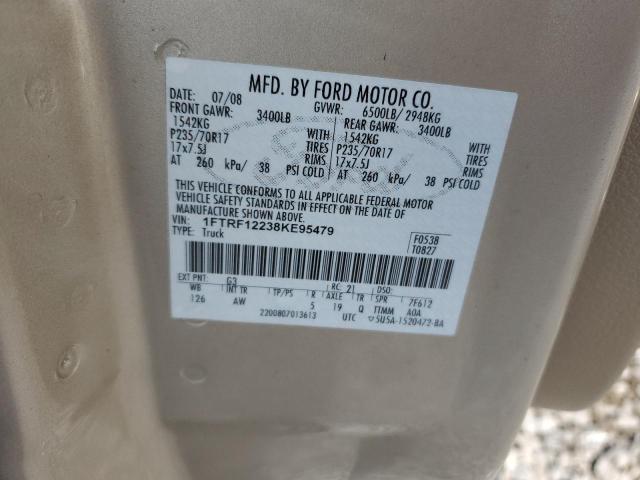 MFD. BY FORD MOTOR CO.
DATE: 07/08 GVWR: 6500LB/ 2948KG
FRONT GAWR: 3400LB REAR GAWR: 3400LB
1542KG WITH 1542KG WITH
P235/70R17 TIRES P235/70R17 TIRES
17x7.5J RIMS 17x7.5J RIMS
AT 260 kPa/ 38 PSI COLD AT 260 kPa/ 38 PSI COLD
THIS VEHICLE CONFORMS TO ALL APPLICABLE FEDERAL MOTOR
VEHICLE SAFETY STANDARDS IN EFFECT ON THE DATE OF
MANUFACTURE SHOWN ABOVE.
VIN: 1FTRF12238KE95479
TYPE: Truck
F0538
T0827
EXT PNT: G3 RC: 21 DSO:
WB INT TR TP/PS R AXLE TR SPR 7F612
126 AW 5 19 Q TTMM A0A
2200807013613 UTC 5U5A-1520472-BA